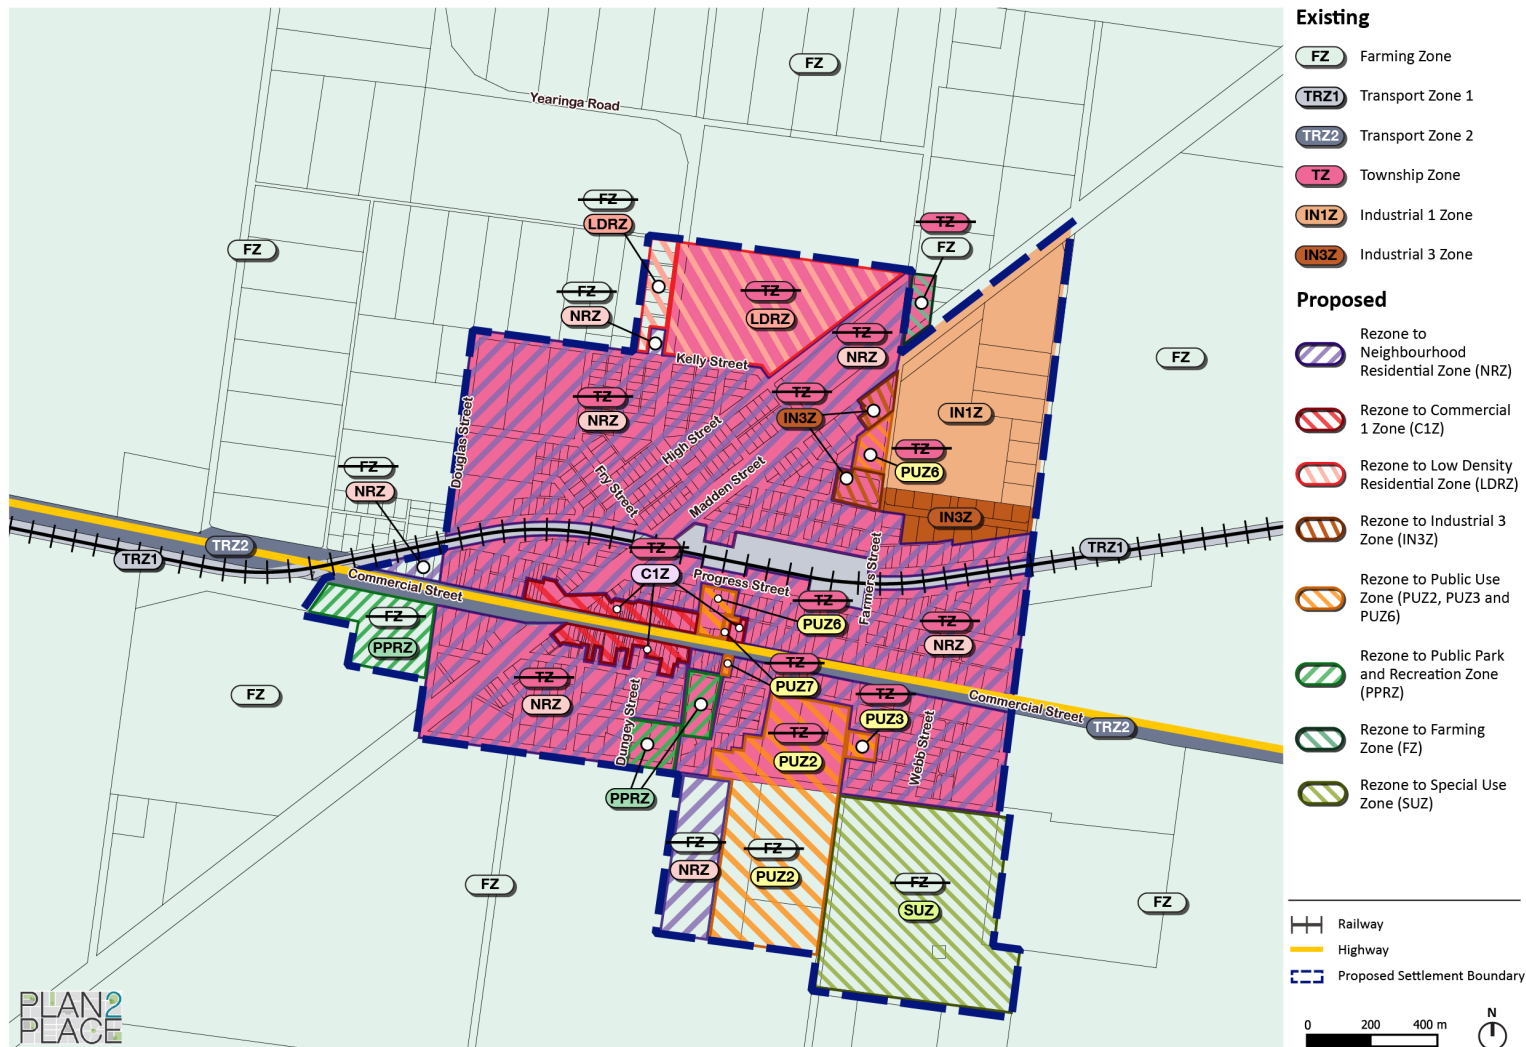 FZ
Yearinga Road
FZ
LDRZ
TZ
FZ
FZ
FZ
NRZ
TZ
LDRZ
TZ
NRZ
FZ
Kelly Street
TZ
NRZ
TZ
IN3Z
IN1Z
Douglas Street
High Street
Fry Street
Madden Street
TZ
PUZ6
FZ
NRZ
IN3Z
TRZ2
TRZ1
TZ
C1Z
TRZ1
Commercial Street
Progress Street
Farmers Street
TZ
PUZ6
FZ
PPRZ
TZ
NRZ
TZ
NRZ
TZ
PUZ7
FZ
Dungey Street
TZ
PUZ3
Commercial Street
TRZ2
TZ
PUZ2
Webb Street
PPRZ
FZ
NRZ
FZ
PUZ2
FZ
SUZ
FZ
FZ
PLAN2
PLACE
Existing
FZ Farming Zone
TRZ1 Transport Zone 1
TRZ2 Transport Zone 2
TZ Township Zone
IN1Z Industrial 1 Zone
IN3Z Industrial 3 Zone
Proposed
Rezone to
Neighbourhood
Residential Zone (NRZ)
Rezone to Commercial
1 Zone (C1Z)
Rezone to Low Density
Residential Zone (LDRZ)
Rezone to Industrial 3
Zone (IN3Z)
Rezone to Public Use
Zone (PUZ2, PUZ3 and
PUZ6)
Rezone to Public Park
and Recreation Zone
(PPRZ)
Rezone to Farming
Zone (FZ)
Rezone to Special Use
Zone (SUZ)
Railway
Highway
Proposed Settlement Boundary
0 200 400 m
N